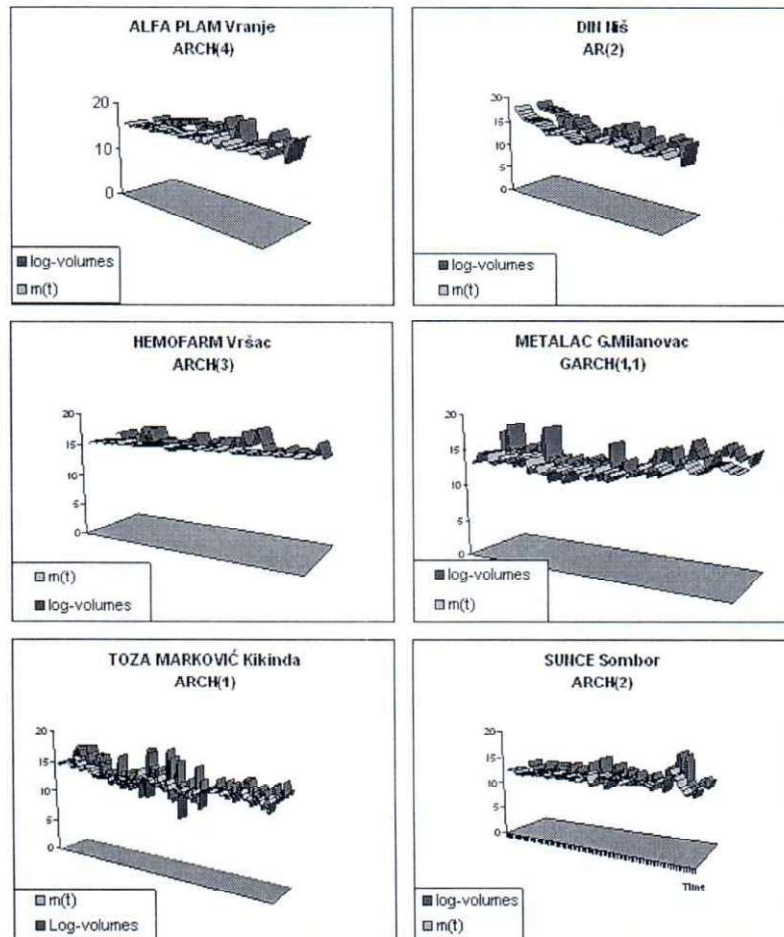 ALFA PLAM Vranje
ARCH(4)
20
10
0
log-volumes
m(t)
DIN Niš
AR(2)
20
15
10
5
0
log-volumes
m(t)
HEMOFARM Vršac
ARCH(3)
20
15
10
5
0
m(t)
log-volumes
METALAC G.Milanovac
GARCH(1,1)
20
15
10
5
0
log-volumes
m(t)
TOZA MARKOVIĆ Kikinda
ARCH(1)
20
15
10
5
0
m(t)
Log-volumes
SUNCE Sombor
ARCH(2)
20
15
10
5
0
Time
log-volumes
m(t)